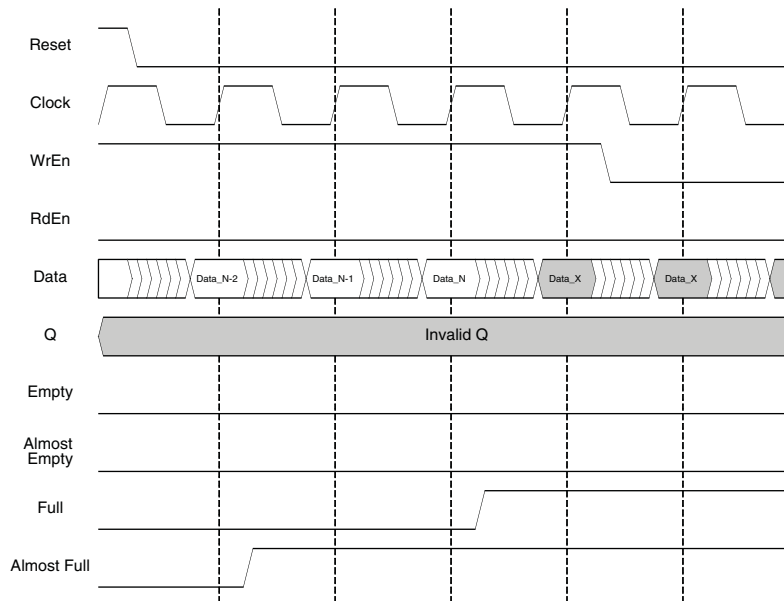 Reset
Clock
WrEn
RdEn
Data
Data_N-2
Data_N-1
Data_N
Data_X
Data_X
Q
Invalid Q
Empty
Almost
Empty
Full
Almost Full